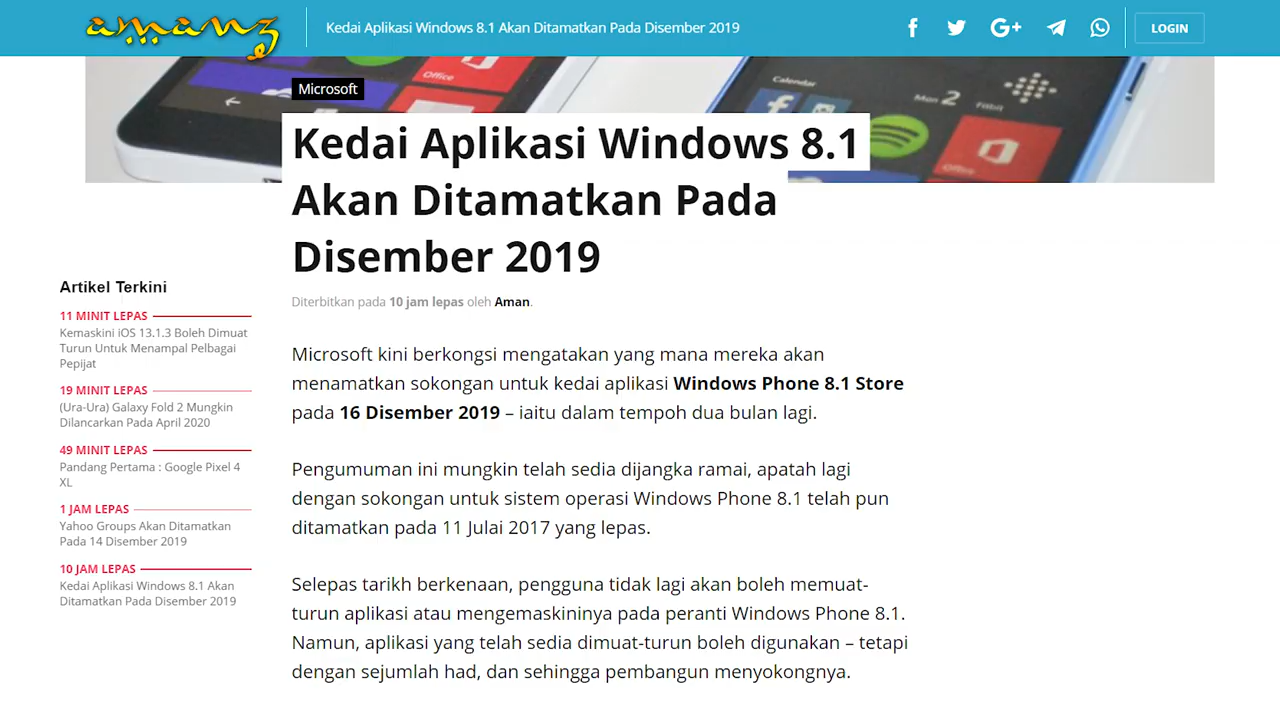 amanz
Kedai Aplikasi Windows 8.1 Akan Ditamatkan Pada Disember 2019
LOGIN
Office
Calendar
Mon 2
Fitbit
Office
Microsoft
Kedai Aplikasi Windows 8.1
Akan Ditamatkan Pada
Disember 2019
Diterbitkan pada 10 jam lepas oleh Aman.
Artikel Terkini
11 MINIT LEPAS
Kemaskini iOS 13.1.3 Boleh Dimuat
Turun Untuk Menampal Pelbagai
Pepijat
19 MINIT LEPAS
(Ura-Ura) Galaxy Fold 2 Mungkin
Dilancarkan Pada April 2020
49 MINIT LEPAS
Pandang Pertama : Google Pixel 4
XL
1 JAM LEPAS
Yahoo Groups Akan Ditamatkan
Pada 14 Disember 2019
10 JAM LEPAS
Kedai Aplikasi Windows 8.1 Akan
Ditamatkan Pada Disember 2019
Microsoft kini berkongsi mengatakan yang mana mereka akan
menamatkan sokongan untuk kedai aplikasi Windows Phone 8.1 Store
pada 16 Disember 2019 – iaitu dalam tempoh dua bulan lagi.
Pengumuman ini mungkin telah sedia dijangka ramai, apatah lagi
dengan sokongan untuk sistem operasi Windows Phone 8.1 telah pun
ditamatkan pada 11 Julai 2017 yang lepas.
Selepas tarikh berkenaan, pengguna tidak lagi akan boleh memuat-
turun aplikasi atau mengemaskininya pada peranti Windows Phone 8.1.
Namun, aplikasi yang telah sedia dimuat-turun boleh digunakan – tetapi
dengan sejumlah had, dan sehingga pembangun menyokongnya.